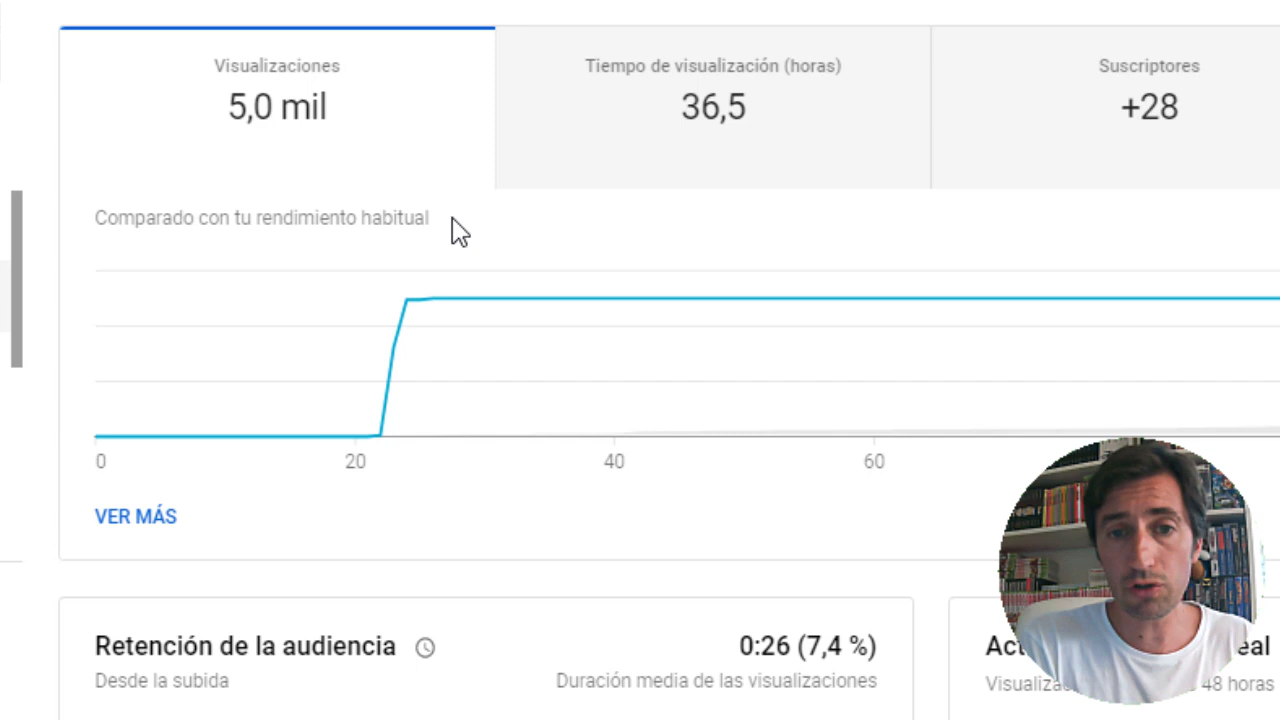 Visualizaciones
5,0 mil
Tiempo de visualización (horas)
36,5
Suscriptores
+28
Comparado con tu rendimiento habitual
0
20
40
60
VER MÁS
Retención de la audiencia
0:26 (7,4 %)
Desde la subida
Duración media de las visualizaciones
48 horas